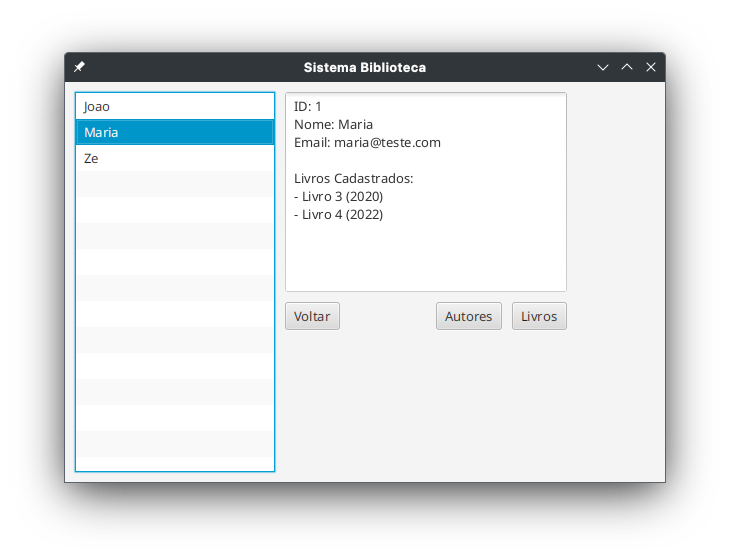 Sistema Biblioteca
Joao
Maria
Ze
ID: 1
Nome: Maria
Email: maria@teste.com
Livros Cadastrados:
- Livro 3 (2020)
- Livro 4 (2022)
Voltar
Autores
Livros